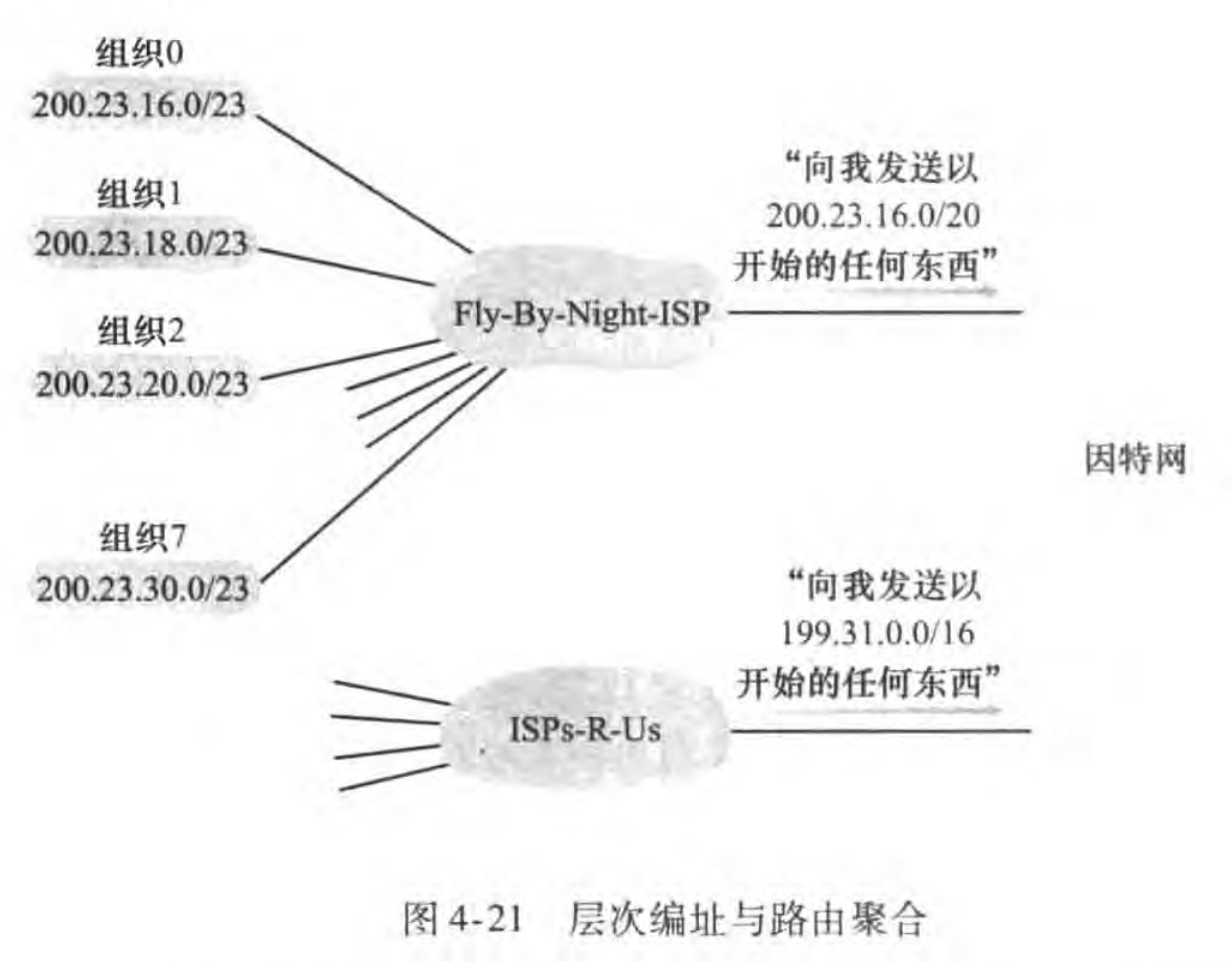 组织0
200.23.16.0/23
组织1
200.23.18.0/23
组织2
200.23.20.0/23
组织7
200.23.30.0/23
Fly-By-Night-ISP
“向我发送以
200.23.16.0/20
开始的任何东西”
因特网
ISPs-R-Us
“向我发送以
199.31.0.0/16
开始的任何东西”
图 4-21 层次编址与路由聚合